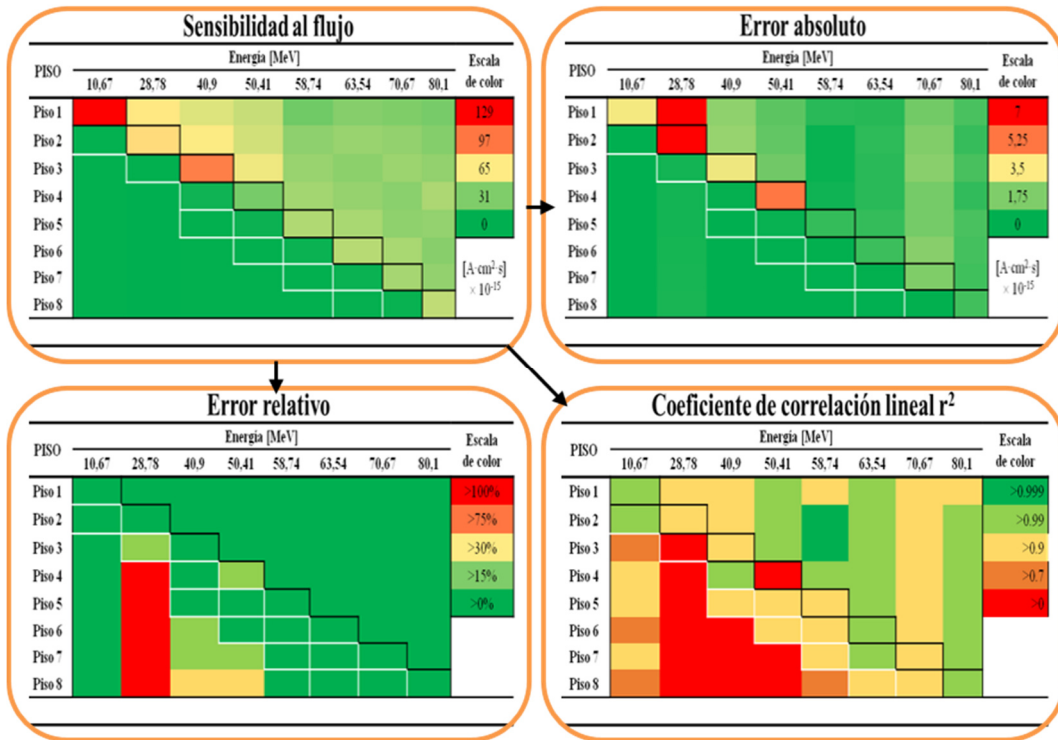 Sensibilidad al flujo
PISO
Energía [MeV]
Escala de color
10,67 28,78 40,9 50,41 58,74 63,54 70,67 80,1
Piso 1
129
Piso 2
97
Piso 3
65
Piso 4
31
Piso 5
0
Piso 6
Piso 7
Piso 8
[A·cm²·s]
× 10⁻¹⁵
Error absoluto
PISO
Energía [MeV]
Escala de color
10,67 28,78 40,9 50,41 58,74 63,54 70,67 80,1
Piso 1
7
Piso 2
5,25
Piso 3
3,5
Piso 4
1,75
Piso 5
0
Piso 6
Piso 7
Piso 8
[A·cm²·s]
× 10⁻¹⁵
Error relativo
PISO
Energía [MeV]
Escala de color
10,67 28,78 40,9 50,41 58,74 63,54 70,67 80,1
Piso 1
>100%
Piso 2
>75%
Piso 3
>30%
Piso 4
>15%
Piso 5
>0%
Piso 6
Piso 7
Piso 8
Coeficiente de correlación lineal r²
PISO
Energía [MeV]
Escala de color
10,67 28,78 40,9 50,41 58,74 63,54 70,67 80,1
Piso 1
>0.999
Piso 2
>0.99
Piso 3
>0.9
Piso 4
>0.7
Piso 5
>0
Piso 6
Piso 7
Piso 8